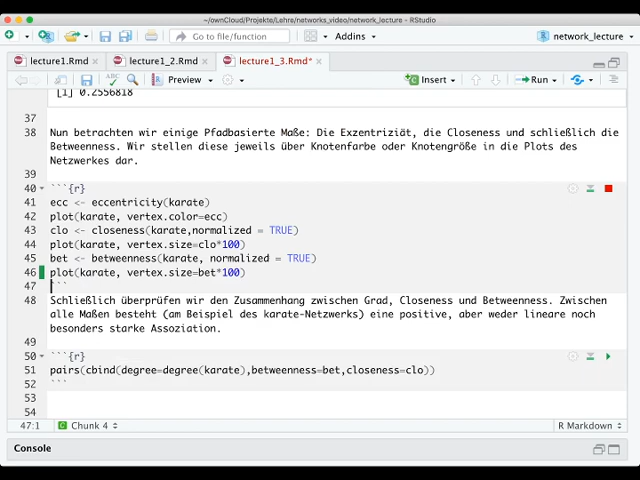 ~/ownCloud/Projekte/Lehre/networks_video/network_lecture - RStudio
Go to file/function
Addins
network_lecture
lecture1.Rmd
lecture1_2.Rmd
lecture1_3.Rmd*
ABC
Preview
Insert
Run
[1] 0.2556818
37
38 Nun betrachten wir einige Pfadbasierte Maße: Die Exzentriziät, die Closeness und schließlich die
Betweenness. Wir stellen diese jeweils über Knotenfarbe oder Knotengröße in die Plots des
Netzwerkes dar.
39
40 ```{r}
41 ecc <- eccentricity(karate)
42 plot(karate, vertex.color=ecc)
43 clo <- closeness(karate,normalized = TRUE)
44 plot(karate, vertex.size=clo*100)
45 bet <- betweenness(karate, normalized = TRUE)
46 plot(karate, vertex.size=bet*100)
47 ```
48 Schließlich überprüfen wir den Zusammenhang zwischen Grad, Closeness und Betweenness. Zwischen
alle Maßen besteht (am Beispiel des karate-Netzwerks) eine positive, aber weder lineare noch
besonders starke Assoziation.
49
50 ```{r}
51 pairs(cbind(degree=degree(karate),betweenness=bet,closeness=clo))
52 ```
53
54
47:1
Chunk 4
R Markdown
Console